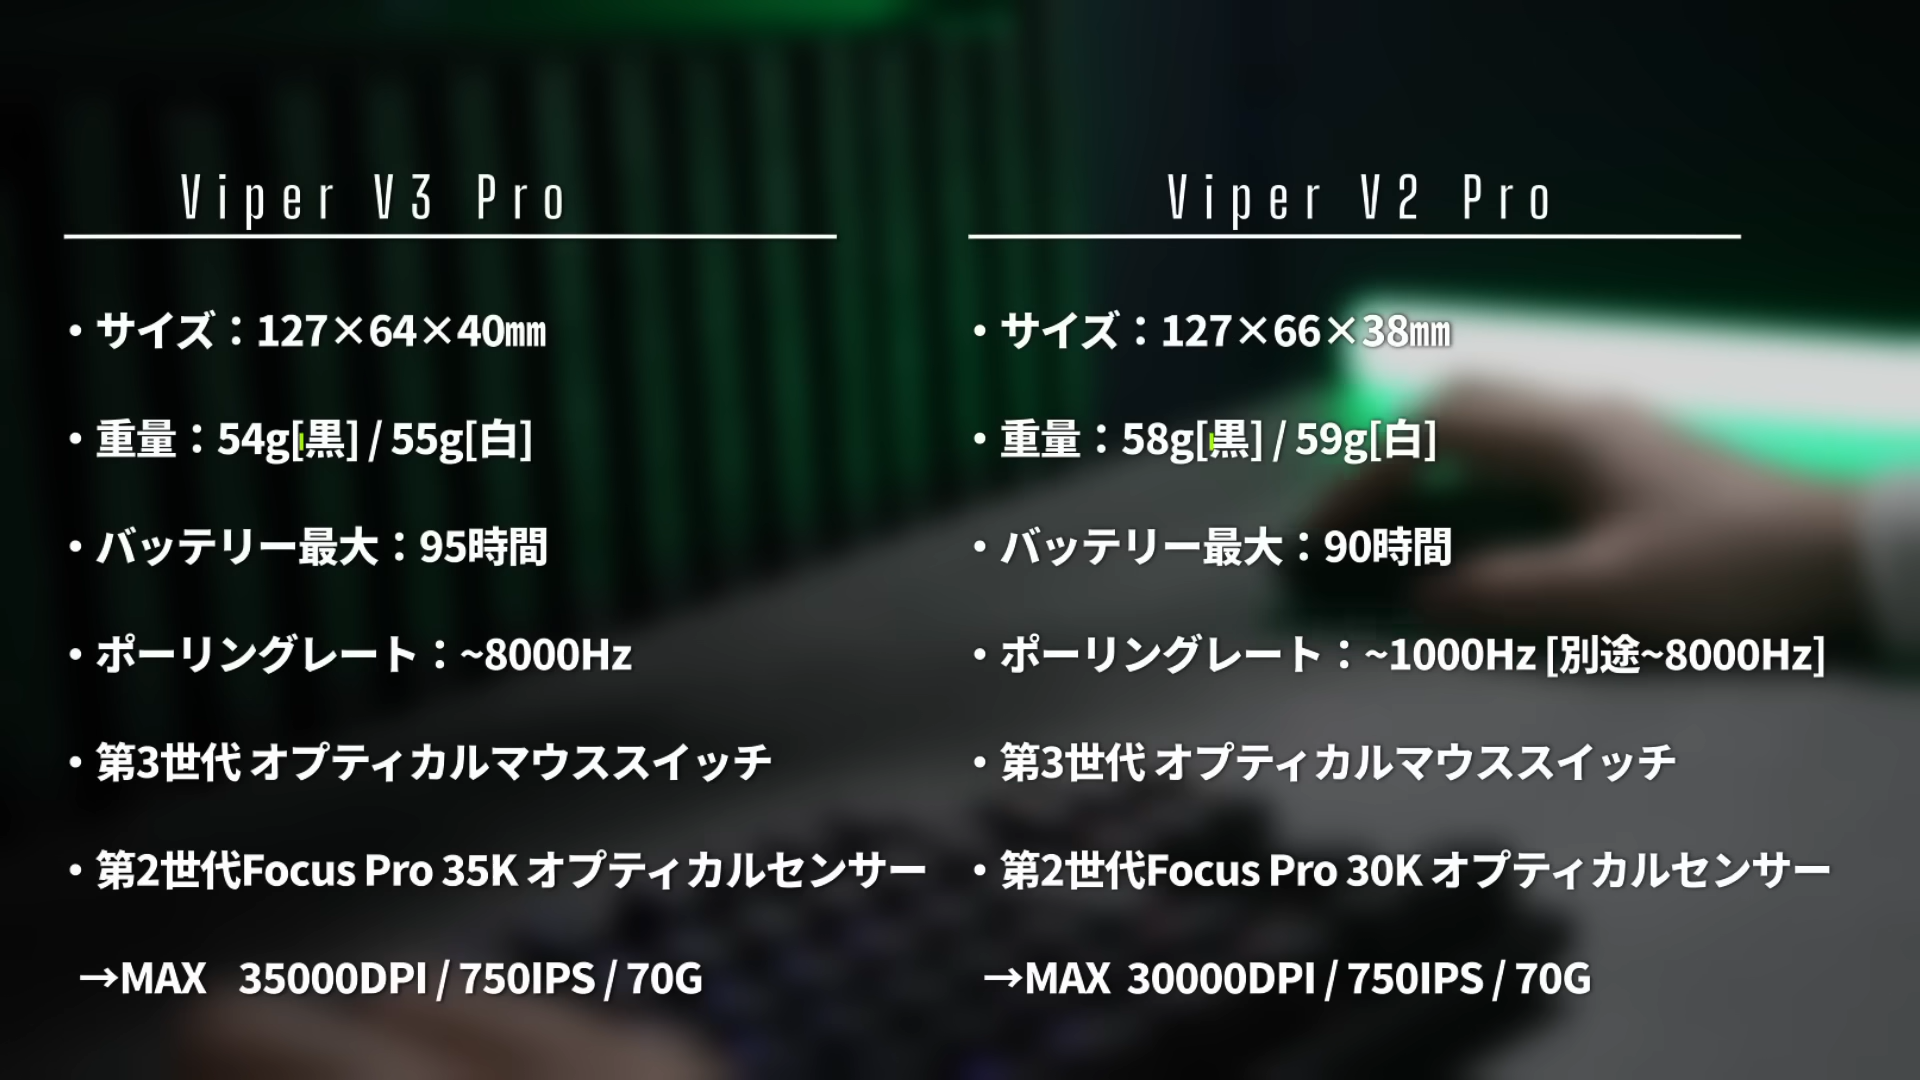 Viper V3 Pro
・サイズ：127×64×40㎜
・重量：54g[黒] / 55g[白]
・バッテリー最大：95時間
・ポーリングレート：~8000Hz
・第3世代 オプティカルマウススイッチ
・第2世代Focus Pro 35K オプティカルセンサー
→MAX 35000DPI / 750IPS / 70G
Viper V2 Pro
・サイズ：127×66×38㎜
・重量：58g[黒] / 59g[白]
・バッテリー最大：90時間
・ポーリングレート：~1000Hz [別途~8000Hz]
・第3世代 オプティカルマウススイッチ
・第2世代Focus Pro 30K オプティカルセンサー
→MAX 30000DPI / 750IPS / 70G